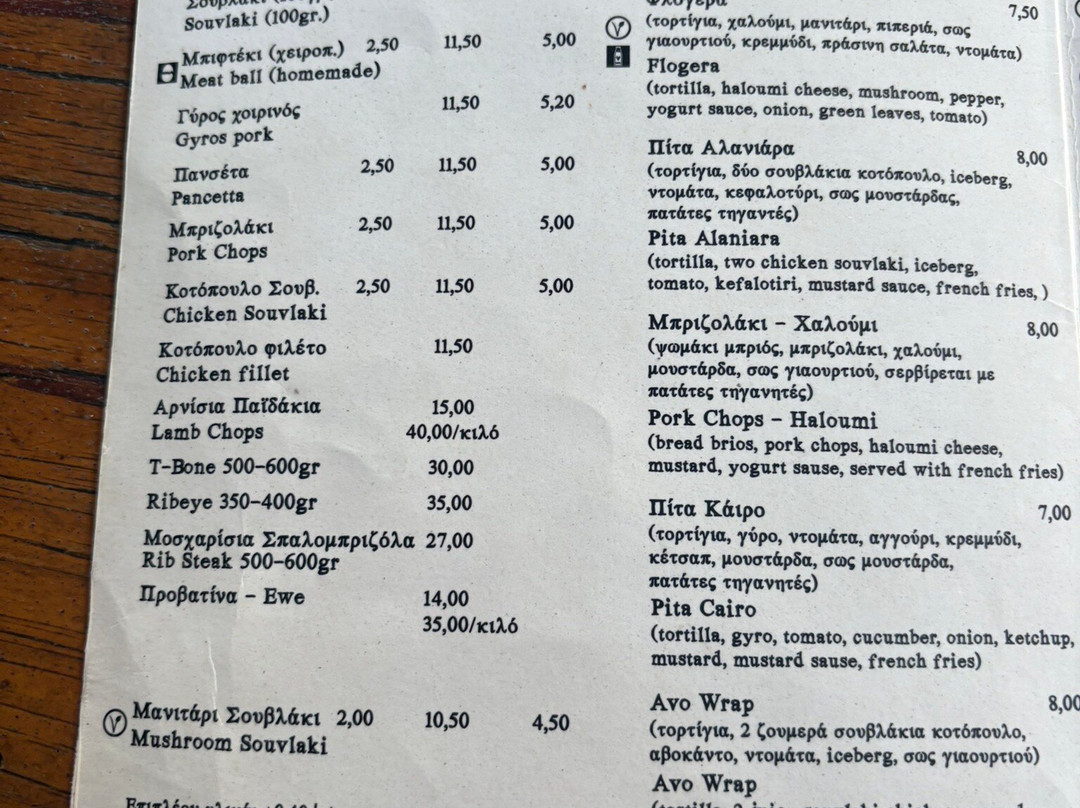 Souvlaki (100gr.)
Μπιφτέκι (χειροπ.) 2,50 11,50 5,00
Meat ball (homemade)
Γύρος χοιρινός 11,50 5,20
Gyros pork
Πανσέτα 2,50 11,50 5,00
Pancetta
Μπριζολάκι 2,50 11,50 5,00
Pork Chops
Κοτόπουλο Σουβ. 2,50 11,50 5,00
Chicken Souvlaki
Κοτόπουλο φιλέτο 11,50
Chicken fillet
Αρνίσια Παϊδάκια 15,00
Lamb Chops 40,00/κιλό
T-Bone 500-600gr 30,00
Ribeye 350-400gr 35,00
Μοσχαρίσια Σπαλομπριζόλα 27,00
Rib Steak 500-600gr
Προβατίνα - Ewe 14,00
35,00/κιλό
Μανιτάρι Σουβλάκι 2,00 10,50 4,50
Mushroom Souvlaki
Φλογέρα 7,50
(τορτίγια, χαλούμι, μανιτάρι, πιπεριά, σως
γιαουρτιού, κρεμμύδι, πράσινη σαλάτα, ντομάτα)
Flogera
(tortilla, haloumi cheese, mushroom, pepper,
yogurt sauce, onion, green leaves, tomato)
Πίτα Αλανιάρα 8,00
(τορτίγια, δύο σουβλάκια κοτόπουλο, iceberg,
ντομάτα, κεφαλοτύρι, σως μουστάρδας,
πατάτες τηγαντές)
Pita Alaniara
(tortilla, two chicken souvlaki, iceberg,
tomato, kefalotiri, mustard sauce, french fries, )
Μπριζολάκι - Χαλούμι 8,00
(ψωμάκι μπριός, μπριζολάκι, χαλούμι,
μουστάρδα, σως γιαουρτιού, σερβίρεται με
πατάτες τηγανητές)
Pork Chops - Haloumi
(bread brios, pork chops, haloumi cheese,
mustard, yogurt sause, served with french fries)
Πίτα Κάιρο 7,00
(τορτίγια, γύρο, ντομάτα, αγγούρι, κρεμμύδι,
κέτσαπ, μουστάρδα, σως μουστάρδα,
πατάτες τηγανητές)
Pita Cairo
(tortilla, gyro, tomato, cucumber, onion, ketchup,
mustard, mustard sause, french fries)
Avo Wrap 8,00
(τορτίγια, 2 ζουμερά σουβλάκια κοτόπουλο,
αβοκάντο, ντομάτα, iceberg, σως γιαουρτιού)
Avo Wrap